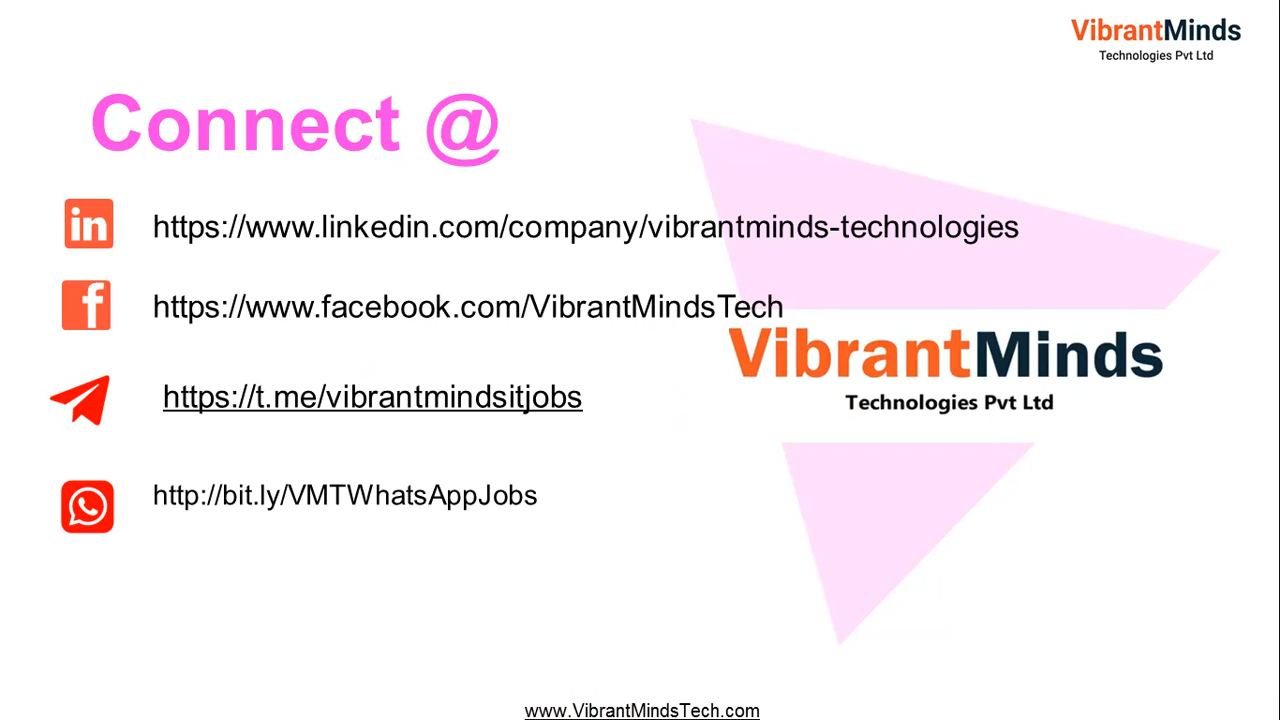 VibrantMinds
Technologies Pvt Ltd
Connect @
https://www.linkedin.com/company/vibrantminds-technologies
https://www.facebook.com/VibrantMindsTech
VibrantMinds
Technologies Pvt Ltd
https://t.me/vibrantmindsitjobs
http://bit.ly/VMTWhatsAppJobs
www.VibrantMindsTech.com